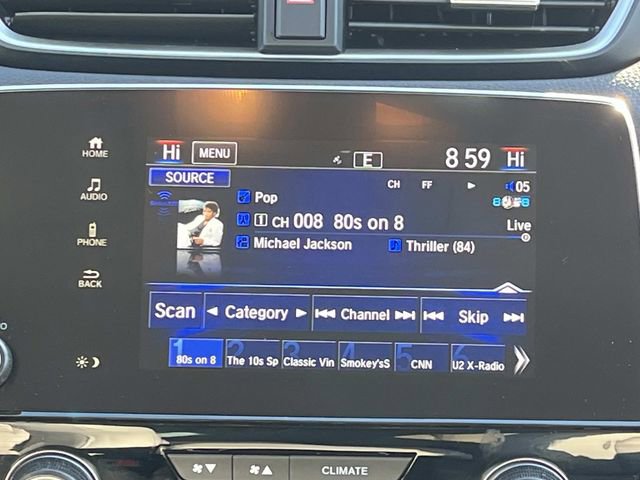 Hi MENU E 8 59 Hi
HOME
SOURCE
CH FF 05
Pop
AUDIO
1 CH 008 80s on 8
Live
Michael Jackson Thriller (84)
PHONE
BACK
Scan Category Channel Skip
1 2 3 4 5 6
80s on 8 The 10s Sp Classic Vin Smokey'sS CNN U2 X-Radio
CLIMATE